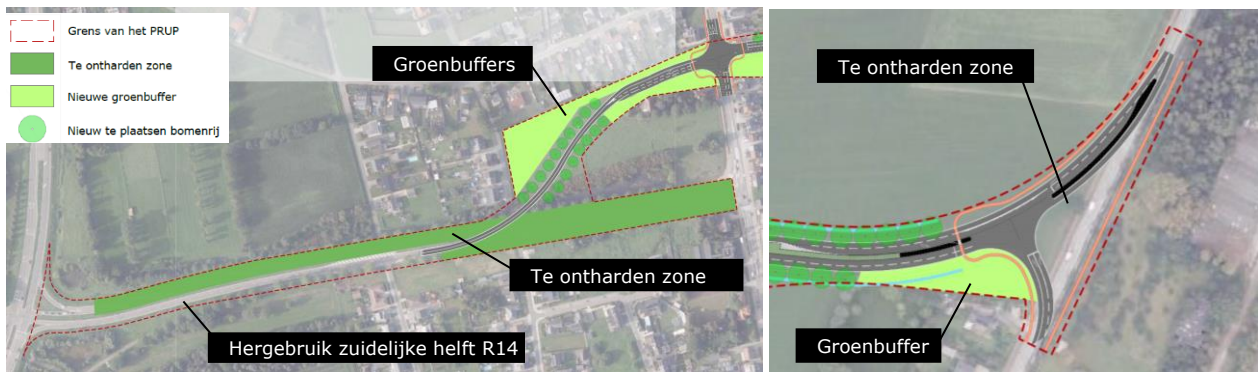 Grens van het PRUP
Te ontharden zone
Nieuwe groenbuffer
Nieuw te plaatsen bomenrij
Groenbuffers
Te ontharden zone
Hergebruik zuidelijke helft R14
Te ontharden zone
Groenbuffer